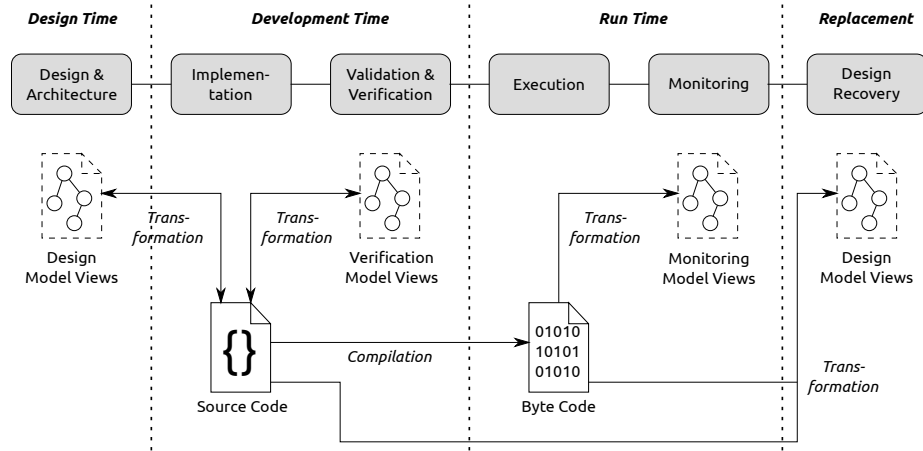 Design Time
Development Time
Run Time
Replacement
Design &
Architecture
Implemen-
tation
Validation &
Verification
Execution
Monitoring
Design
Recovery
Trans-
formation
Trans-
formation
Trans-
formation
Design
Model Views
Verification
Model Views
Monitoring
Model Views
Design
Model Views
{}
01010
10101
01010
Compilation
Trans-
formation
Source Code
Byte Code